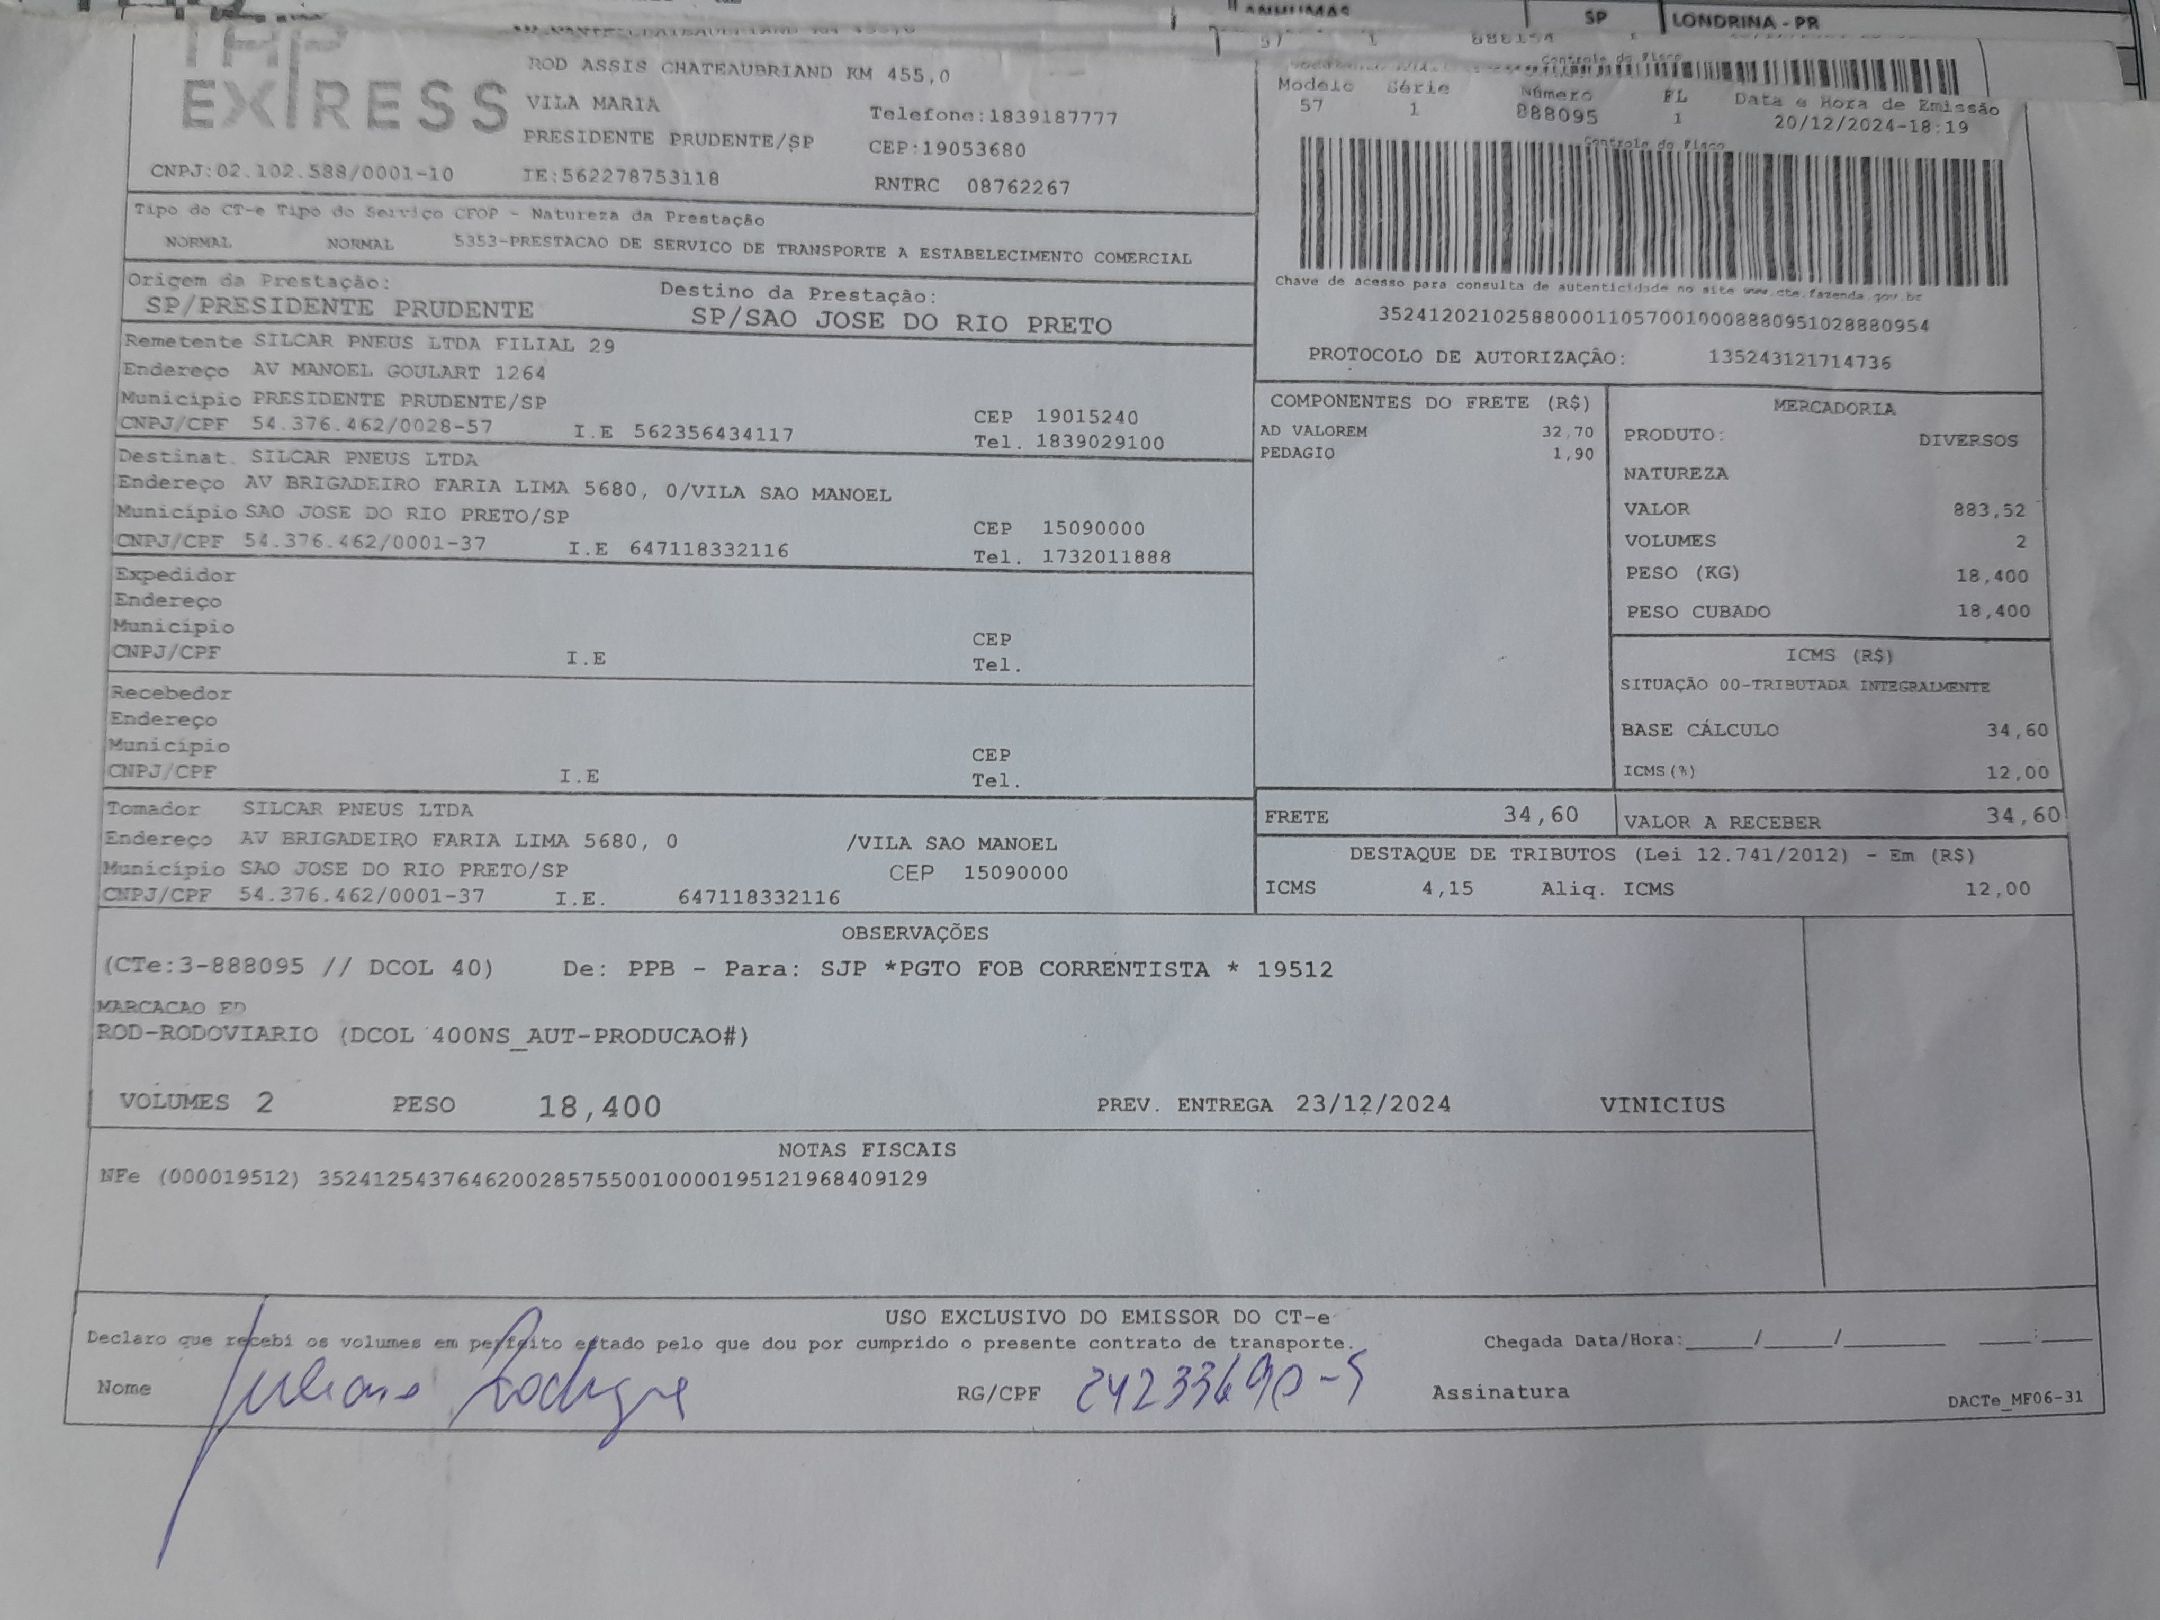 SP LONDRINA - PR
EXPRESS
ROD ASSIS CHATEAUBRIAND KM 455,0
VILA MARIA Telefone:1839187777
PRESIDENTE PRUDENTE/SP CEP:19053680
CNPJ:02.102.588/0001-10 IE:562278753118 RNTRC 08762267
Modelo Série Número FL Data e Hora de Emissão
57 1 888095 1 20/12/2024-18:19
Controle do Fisco
Chave de acesso para consulta de autenticidade no site www.cte.fazenda.gov.br
35241202102588000110570010008880951028880954
PROTOCOLO DE AUTORIZAÇÃO: 135243121714736
Tipo do CT-e Tipo do Serviço CFOP - Natureza da Prestação
NORMAL NORMAL 5353-PRESTACAO DE SERVICO DE TRANSPORTE A ESTABELECIMENTO COMERCIAL
Origem da Prestação: Destino da Prestação:
SP/PRESIDENTE PRUDENTE SP/SAO JOSE DO RIO PRETO
Remetente SILCAR PNEUS LTDA FILIAL 29
Endereço AV MANOEL GOULART 1264
Município PRESIDENTE PRUDENTE/SP CEP 19015240
CNPJ/CPF 54.376.462/0028-57 I.E 562356434117 Tel. 1839029100
Destinat. SILCAR PNEUS LTDA
Endereço AV BRIGADEIRO FARIA LIMA 5680, 0/VILA SAO MANOEL
Município SAO JOSE DO RIO PRETO/SP CEP 15090000
CNPJ/CPF 54.376.462/0001-37 I.E 647118332116 Tel. 1732011888
Expedidor
Endereço
Município CEP
CNPJ/CPF I.E Tel.
Recebedor
Endereço
Município CEP
CNPJ/CPF I.E Tel.
Tomador SILCAR PNEUS LTDA
Endereço AV BRIGADEIRO FARIA LIMA 5680, 0 /VILA SAO MANOEL
Município SAO JOSE DO RIO PRETO/SP CEP 15090000
CNPJ/CPF 54.376.462/0001-37 I.E. 647118332116
COMPONENTES DO FRETE (R$)
AD VALOREM 32,70
PEDAGIO 1,90
MERCADORIA
PRODUTO: DIVERSOS
NATUREZA
VALOR 883,52
VOLUMES 2
PESO (KG) 18,400
PESO CUBADO 18,400
ICMS (R$)
SITUAÇÃO 00-TRIBUTADA INTEGRALMENTE
BASE CÁLCULO 34,60
ICMS(%) 12,00
FRETE 34,60 VALOR A RECEBER 34,60
DESTAQUE DE TRIBUTOS (Lei 12.741/2012) - Em (R$)
ICMS 4,15 Aliq. ICMS 12,00
OBSERVAÇÕES
(CTe:3-888095 // DCOL 40) De: PPB - Para: SJP *PGTO FOB CORRENTISTA * 19512
MARCACAO ED
ROD-RODOVIARIO (DCOL 400NS_AUT-PRODUCAO#)
VOLUMES 2 PESO 18,400 PREV. ENTREGA 23/12/2024 VINICIUS
NOTAS FISCAIS
NFe (000019512) 35241254376462002857550010000195121968409129
USO EXCLUSIVO DO EMISSOR DO CT-e
Declaro que recebi os volumes em perfeito estado pelo que dou por cumprido o presente contrato de transporte. Chegada Data/Hora:_____/_____/_______ ___:____
Nome Juliano Rodrigues RG/CPF 24233690-5 Assinatura
DACTe_MF06-31